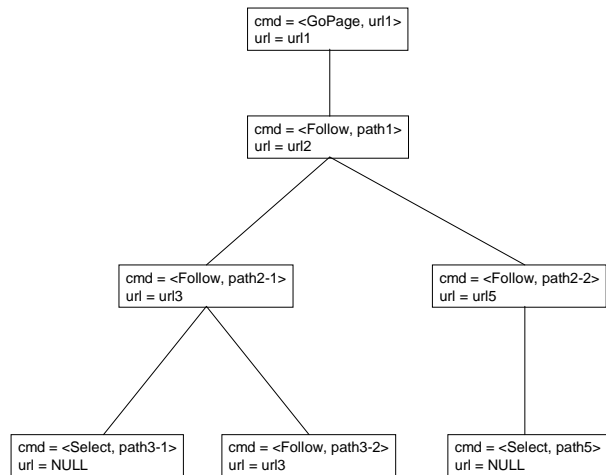 cmd = <GoPage, url1>
url = url1
cmd = <Follow, path1>
url = url2
cmd = <Follow, path2-1>
url = url3
cmd = <Follow, path2-2>
url = url5
cmd = <Select, path3-1>
url = NULL
cmd = <Follow, path3-2>
url = url3
cmd = <Select, path5>
url = NULL